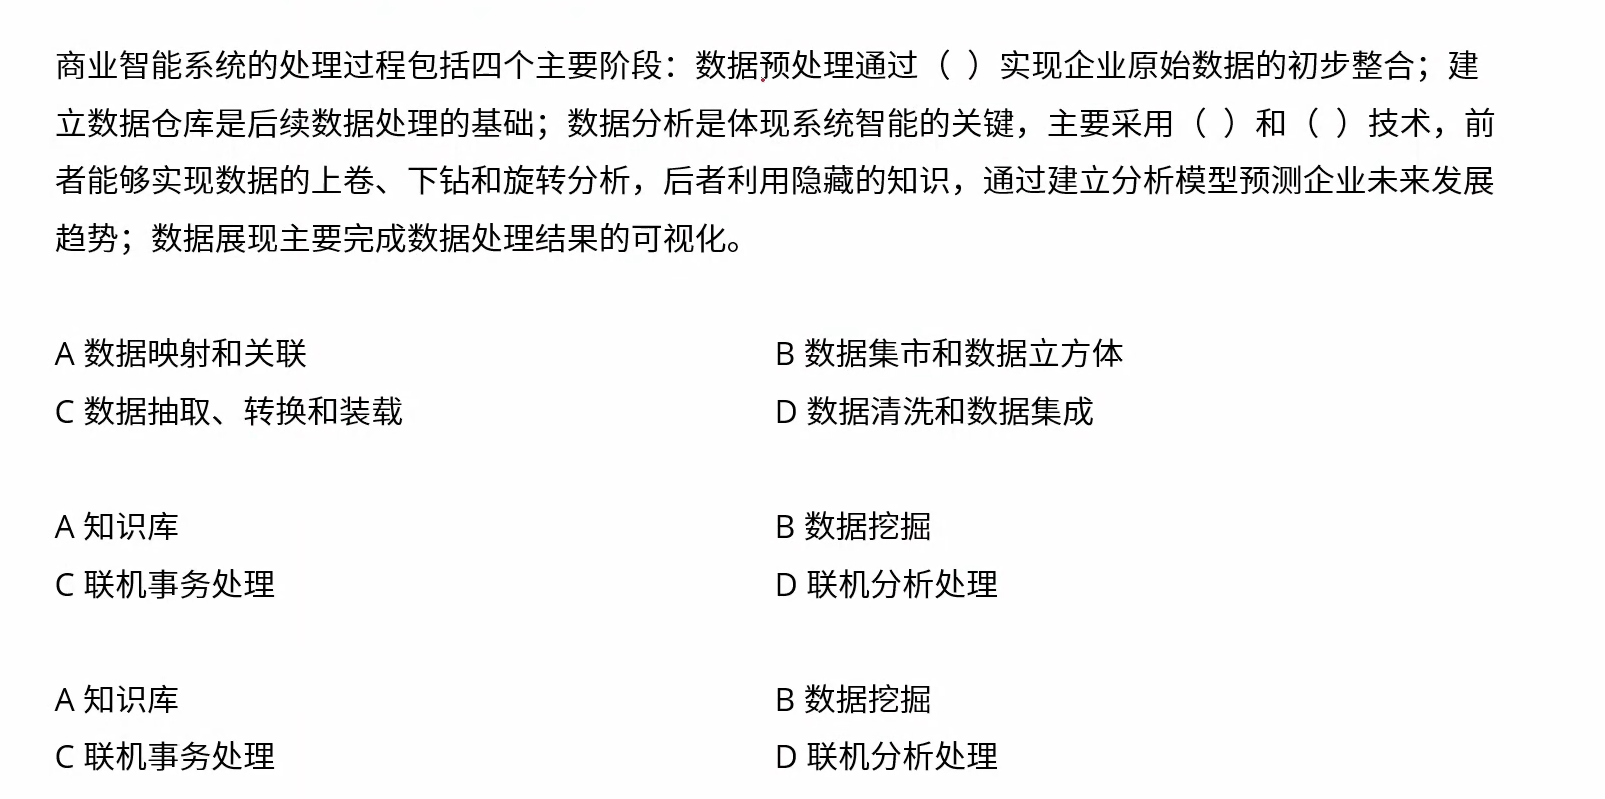 商业智能系统的处理过程包括四个主要阶段：数据预处理通过（ ）实现企业原始数据的初步整合；建
立数据仓库是后续数据处理的基础；数据分析是体现系统智能的关键，主要采用（ ）和（ ）技术，前
者能够实现数据的上卷、下钻和旋转分析，后者利用隐藏的知识，通过建立分析模型预测企业未来发展
趋势；数据展现主要完成数据处理结果的可视化。
A 数据映射和关联 B 数据集市和数据立方体
C 数据抽取、转换和装载 D 数据清洗和数据集成
A 知识库 B 数据挖掘
C 联机事务处理 D 联机分析处理
A 知识库 B 数据挖掘
C 联机事务处理 D 联机分析处理